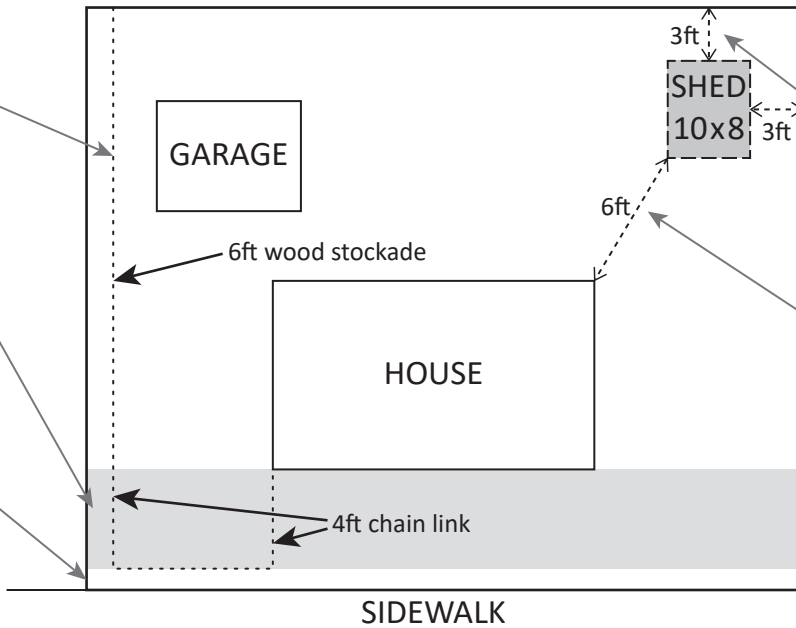 3ft
SHED
10x8
3ft
GARAGE
6ft
6ft wood stockade
HOUSE
4ft chain link
SIDEWALK